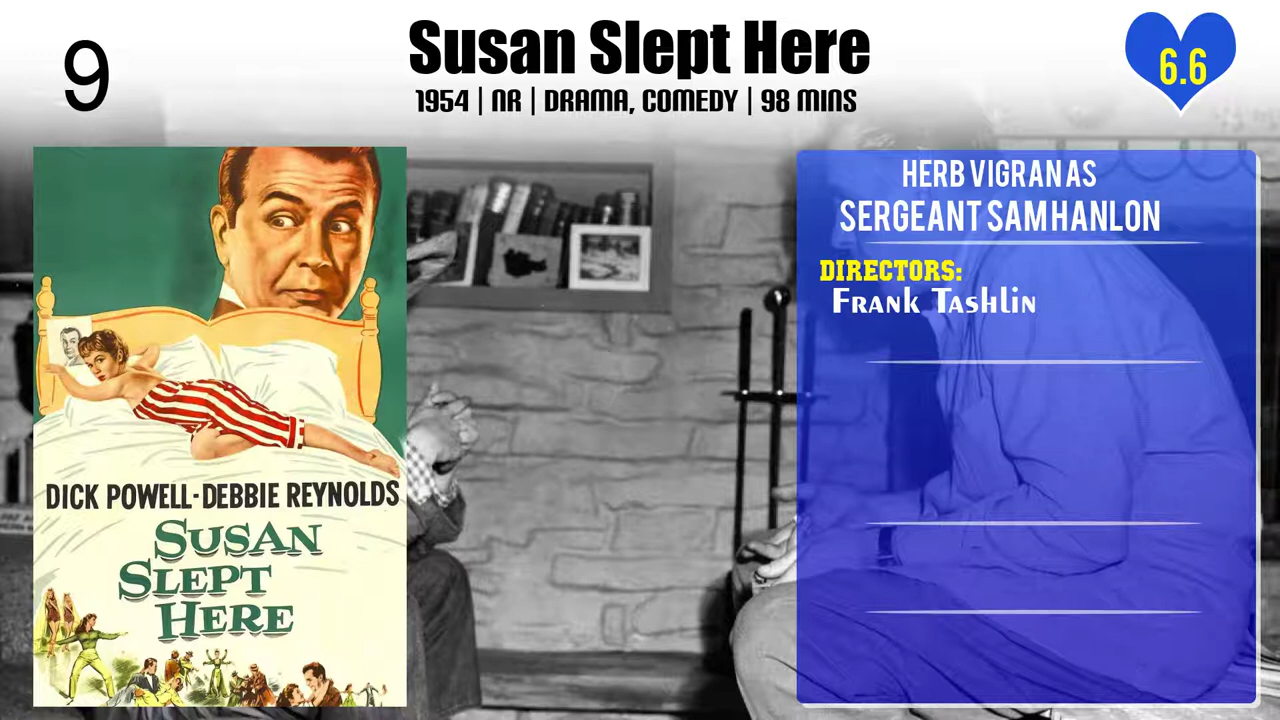 9
Susan Slept Here
1954 | NR | DRAMA, COMEDY | 98 MINS
6.6
DICK POWELL·DEBBIE REYNOLDS
SUSAN
SLEPT
HERE
HERB VIGRAN AS
SERGEANT SAM HANLON
DIRECTORS:
FRANK TASHLIN